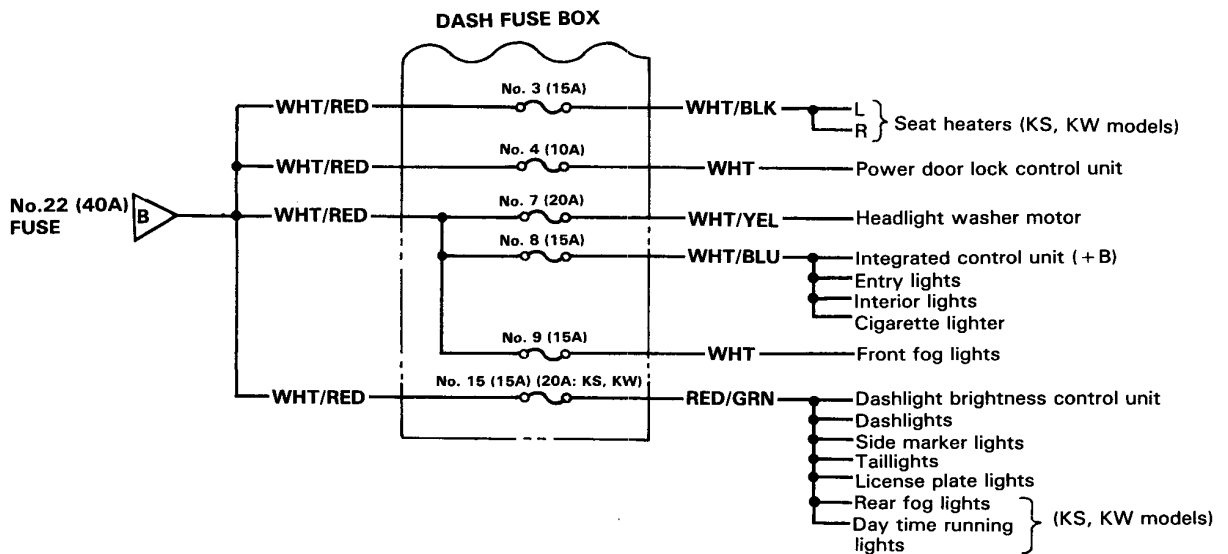 DASH FUSE BOX
No. 3 (15A)
WHT/RED
WHT/BLK
L
R
Seat heaters (KS, KW models)
No. 4 (10A)
WHT/RED
WHT
Power door lock control unit
No.22 (40A)
FUSE
B
WHT/RED
No. 7 (20A)
WHT/YEL
Headlight washer motor
No. 8 (15A)
WHT/BLU
Integrated control unit (+B)
Entry lights
Interior lights
Cigarette lighter
No. 9 (15A)
WHT
Front fog lights
No. 15 (15A) (20A: KS, KW)
WHT/RED
RED/GRN
Dashlight brightness control unit
Dashlights
Side marker lights
Taillights
License plate lights
Rear fog lights
Day time running
lights
(KS, KW models)